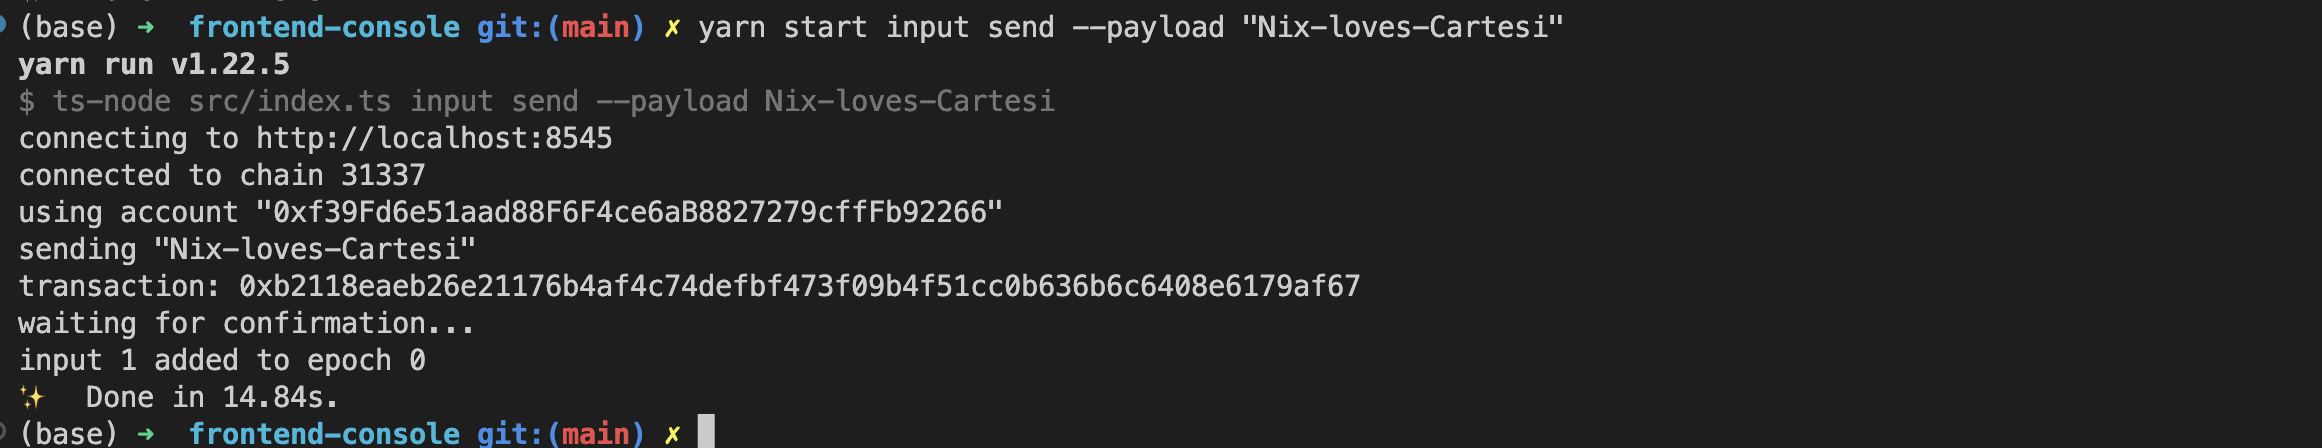 (base) ➜  frontend-console git:(main) ✗ yarn start input send --payload "Nix-loves-Cartesi"
yarn run v1.22.5
$ ts-node src/index.ts input send --payload Nix-loves-Cartesi
connecting to http://localhost:8545
connected to chain 31337
using account "0xf39Fd6e51aad88F6F4ce6aB8827279cffFb92266"
sending "Nix-loves-Cartesi"
transaction: 0xb2118eaeb26e21176b4af4c74defbf473f09b4f51cc0b636b6c6408e6179af67
waiting for confirmation...
input 1 added to epoch 0
✨  Done in 14.84s.
(base) ➜  frontend-console git:(main) ✗